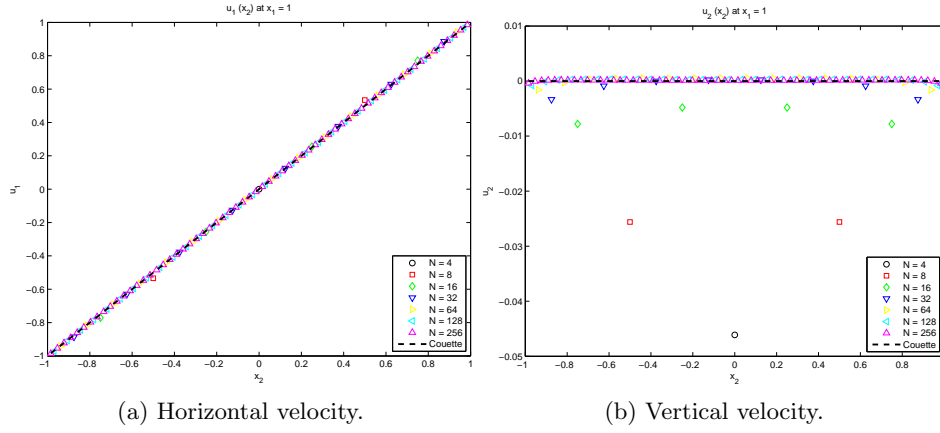 u₁ (x₂) at x₁ = 1
u₁
1
0.8
0.6
0.4
0.2
0
−0.2
−0.4
−0.6
−0.8
−1
−1 −0.8 −0.6 −0.4 −0.2 0 0.2 0.4 0.6 0.8 1
x₂
N = 4
N = 8
N = 16
N = 32
N = 64
N = 128
N = 256
Couette
(a) Horizontal velocity.
u₂ (x₂) at x₁ = 1
u₂
0.01
0
−0.01
−0.02
−0.03
−0.04
−0.05
−1 −0.8 −0.6 −0.4 −0.2 0 0.2 0.4 0.6 0.8
x₂
N = 4
N = 8
N = 16
N = 32
N = 64
N = 128
N = 256
Couette
(b) Vertical velocity.